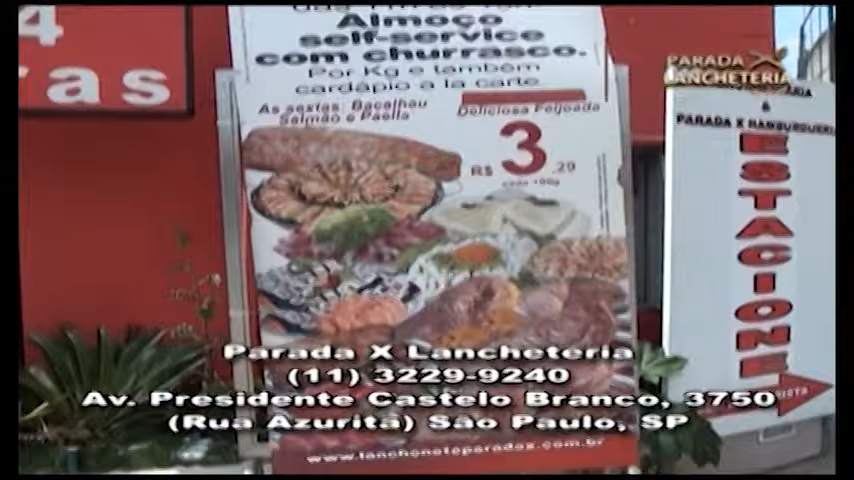 4
ras
Almoço
self-service
com churrasco.
Por Kg e também
cardápio a la carte
As sextas: Bacalhau
Salmão e Paella
Deliciosa Feijoada
R$ 3,29
cada 100g
PARADA X
LANCHETERIA
&
PARADA X HAMBURGUERIA
ESTACIONE
Parada X Lancheteria
(11) 3229-9240
Av. Presidente Castelo Branco, 3750
(Rua Azurita) São Paulo, SP
www.lanchoneteparadax.com.br